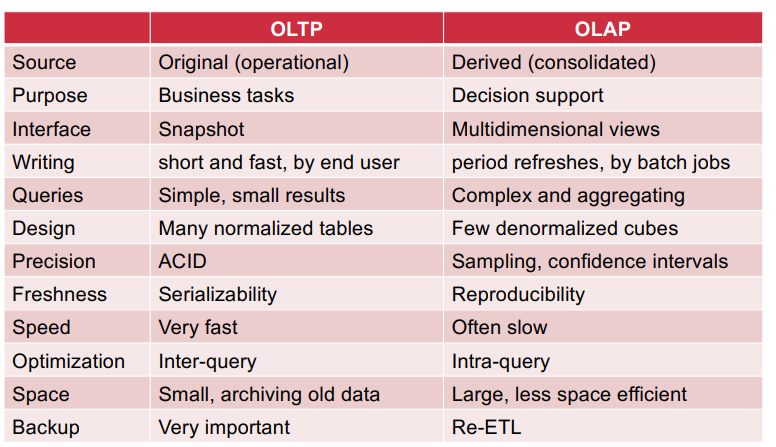 OLTP OLAP
Source Original (operational) Derived (consolidated)
Purpose Business tasks Decision support
Interface Snapshot Multidimensional views
Writing short and fast, by end user period refreshes, by batch jobs
Queries Simple, small results Complex and aggregating
Design Many normalized tables Few denormalized cubes
Precision ACID Sampling, confidence intervals
Freshness Serializability Reproducibility
Speed Very fast Often slow
Optimization Inter-query Intra-query
Space Small, archiving old data Large, less space efficient
Backup Very important Re-ETL